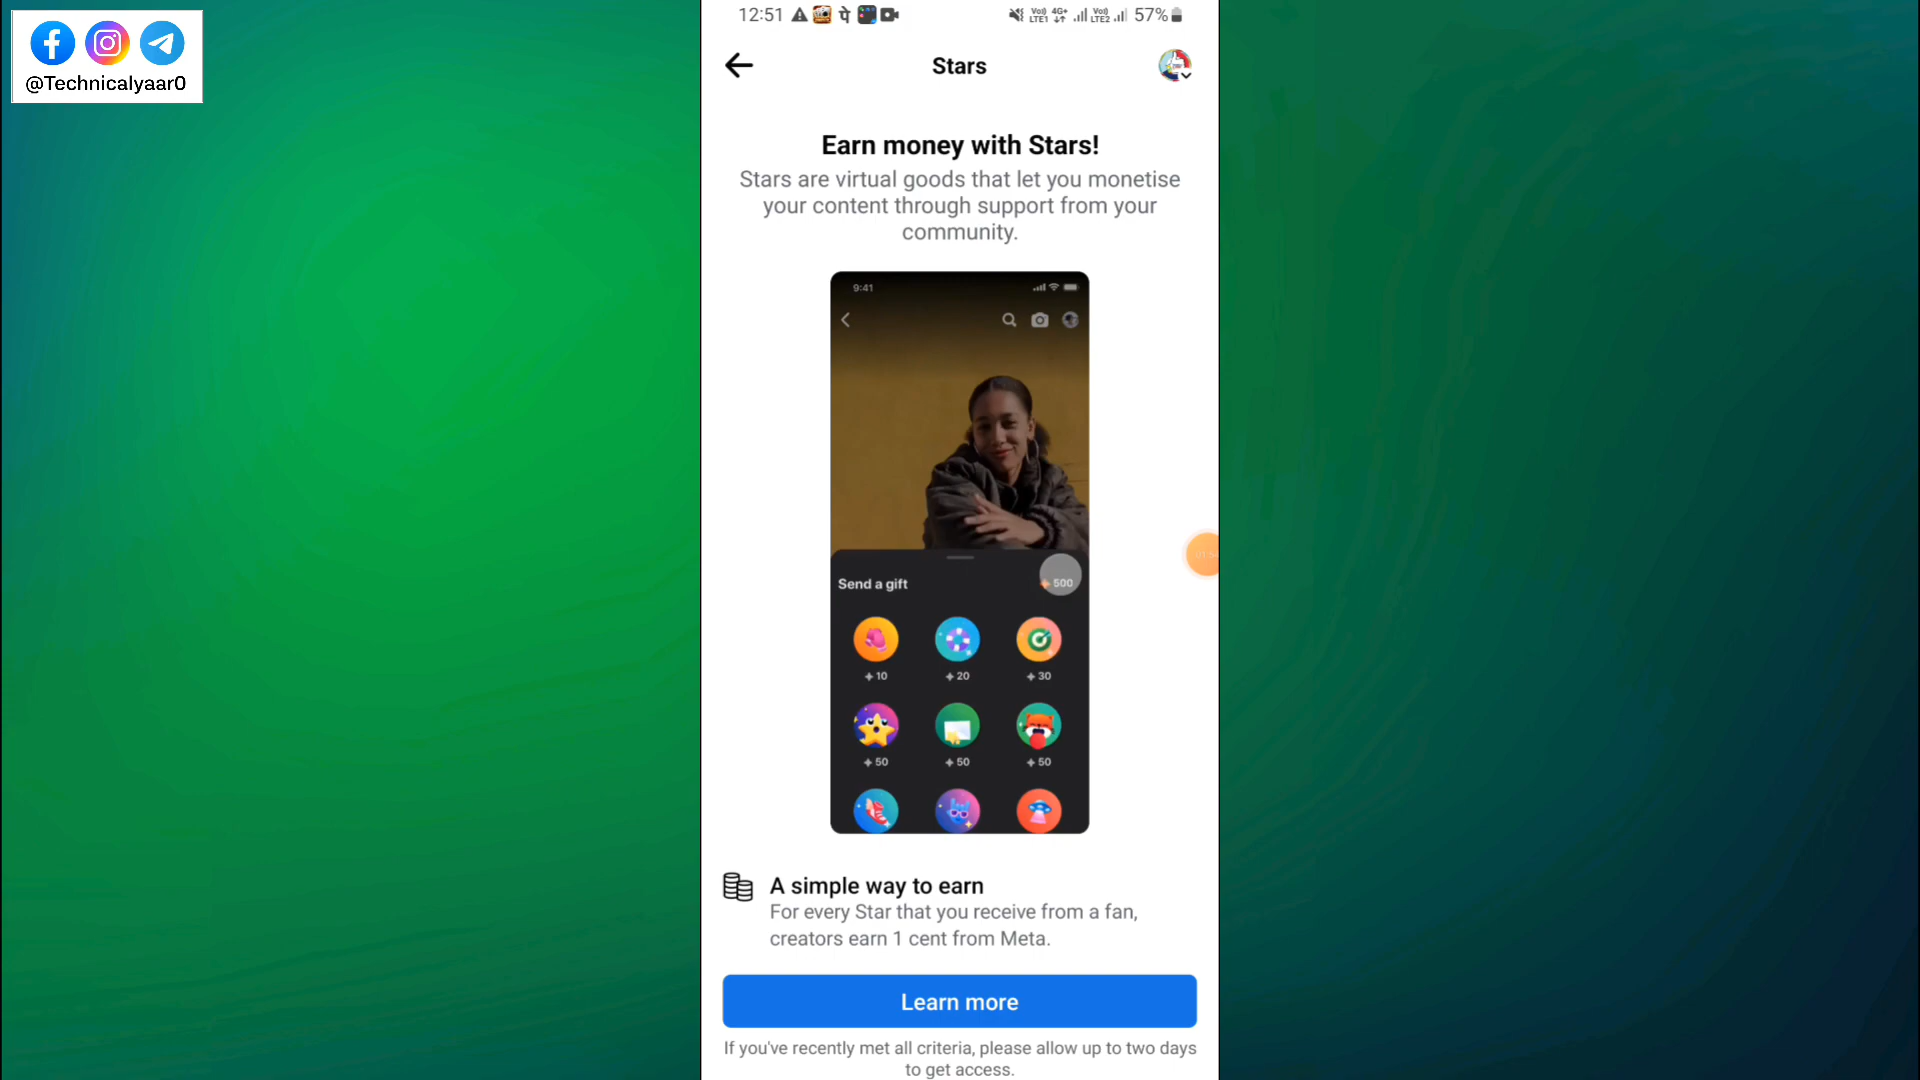 @Technicalyaar0
12:51
57%
Stars
Earn money with Stars!
Stars are virtual goods that let you monetise
your content through support from your
community.
9:41
Send a gift
500
10
20
30
50
50
50
A simple way to earn
For every Star that you receive from a fan,
creators earn 1 cent from Meta.
Learn more
If you've recently met all criteria, please allow up to two days
to get access.